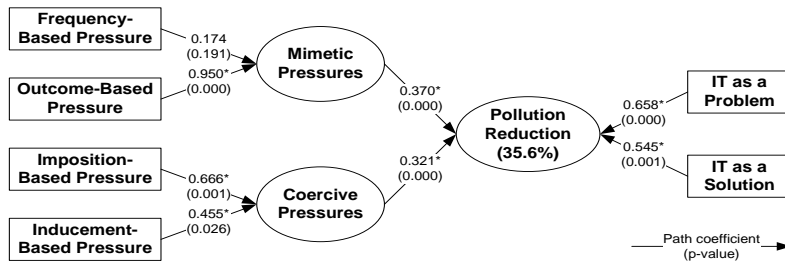 Frequency-
Based Pressure
0.174
(0.191)
0.950*
(0.000)
Outcome-Based
Pressure
Mimetic
Pressures
0.370*
(0.000)
Imposition-
Based Pressure
0.666*
(0.001)
0.455*
(0.026)
Inducement-
Based Pressure
Coercive
Pressures
0.321*
(0.000)
Pollution
Reduction
(35.6%)
0.658*
(0.000)
IT as a
Problem
0.545*
(0.001)
IT as a
Solution
Path coefficient
(p-value)